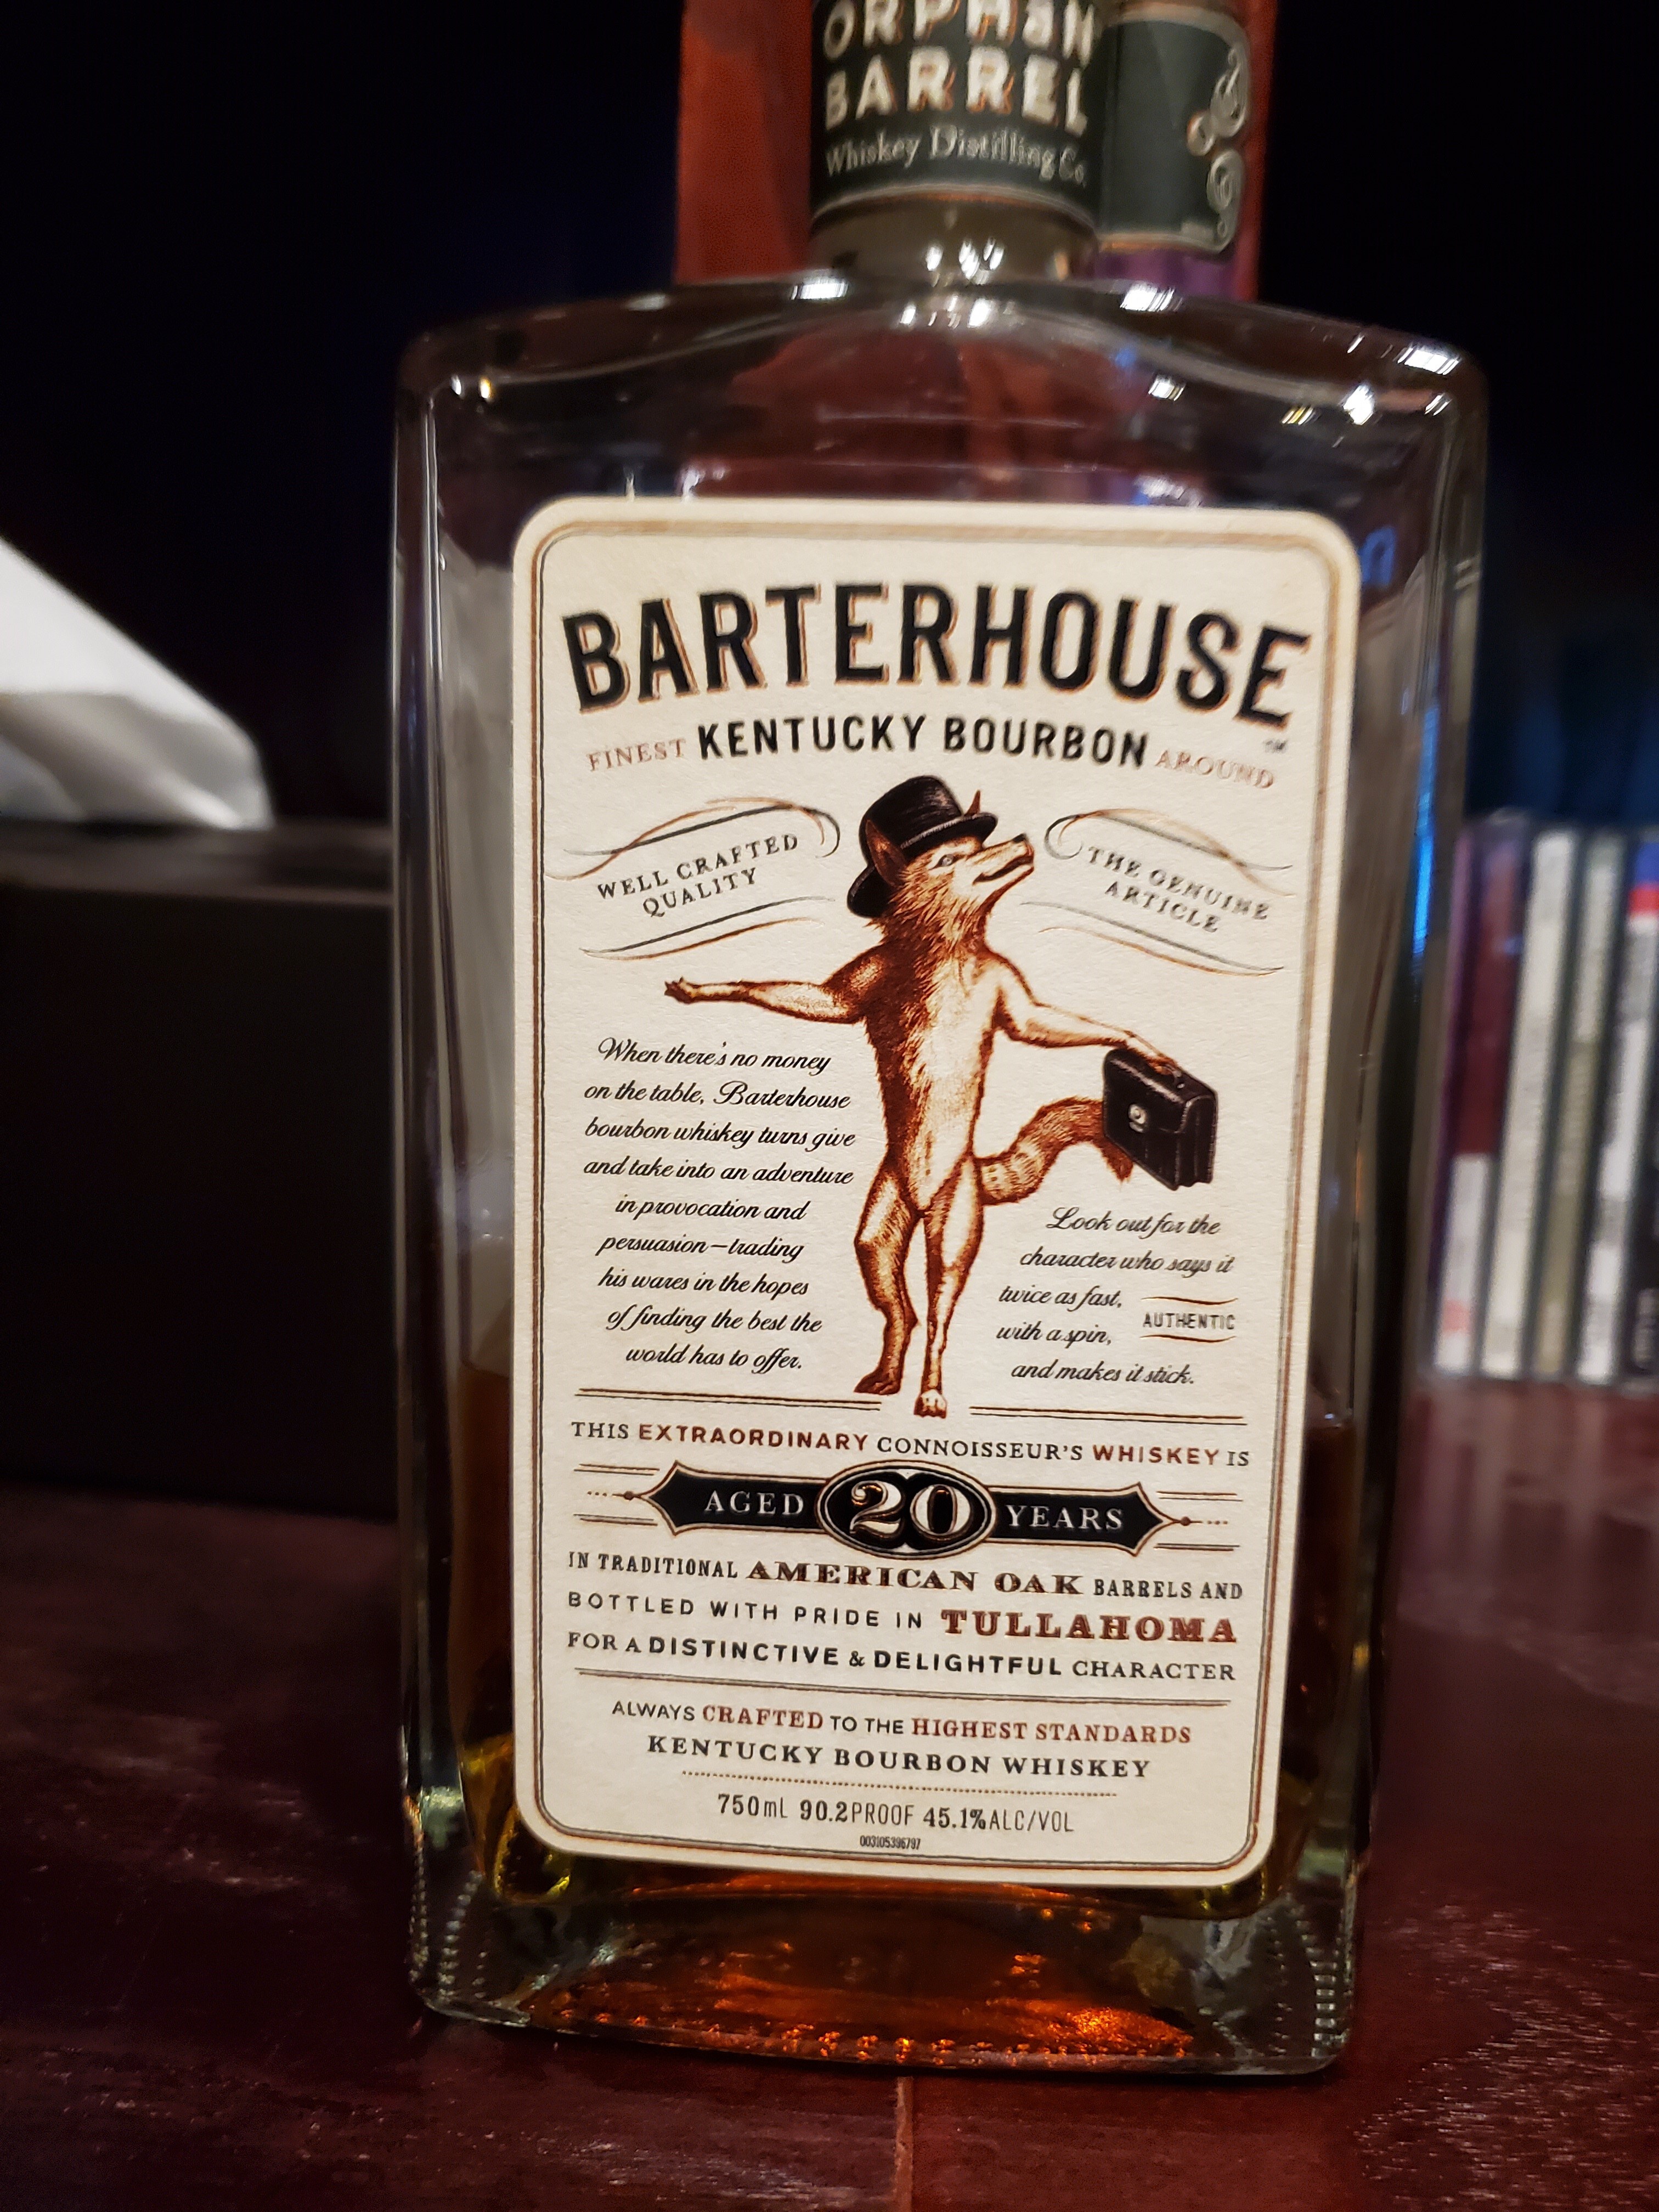 ORPHAN
BARREL
Whiskey Distilling Co.
BARTERHOUSE
™
FINEST KENTUCKY BOURBON AROUND
WELL CRAFTED
QUALITY
THE GENUINE
ARTICLE
When there's no money
on the table, Barterhouse
bourbon whiskey turns give
and take into an adventure
in provocation and
persuasion—trading
his wares in the hopes
of finding the best the
world has to offer.
Look out for the
character who says it
twice as fast,
with a spin,
and makes it stick.
AUTHENTIC
THIS EXTRAORDINARY CONNOISSEUR'S WHISKEY IS
AGED 20 YEARS
IN TRADITIONAL AMERICAN OAK BARRELS AND
BOTTLED WITH PRIDE IN TULLAHOMA
FOR A DISTINCTIVE & DELIGHTFUL CHARACTER
ALWAYS CRAFTED TO THE HIGHEST STANDARDS
KENTUCKY BOURBON WHISKEY
750mL 90.2PROOF 45.1%ALC/VOL